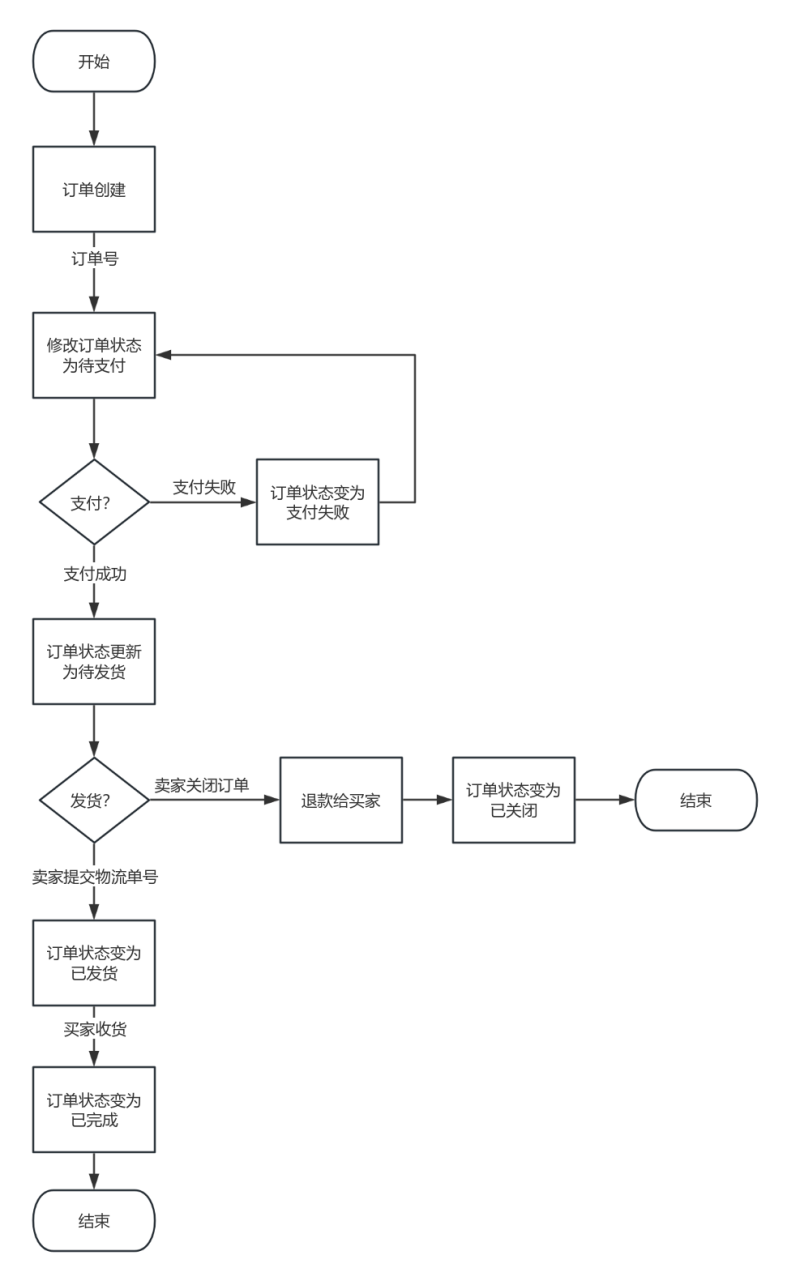 开始
订单创建
订单号
修改订单状态
为待支付
支付?
支付失败
订单状态变为
支付失败
支付成功
订单状态更新
为待发货
发货?
卖家关闭订单
退款给买家
订单状态变为
已关闭
结束
卖家提交物流单号
订单状态变为
已发货
买家收货
订单状态变为
已完成
结束